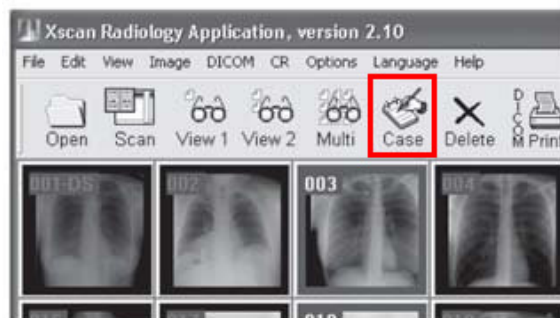 Xscan Radiology Application, version 2.10
File Edit View Image DICOM CR Options Language Help
Open Scan View 1 View 2 Multi Case Delete DICOM Print
001-DS 002 003 004